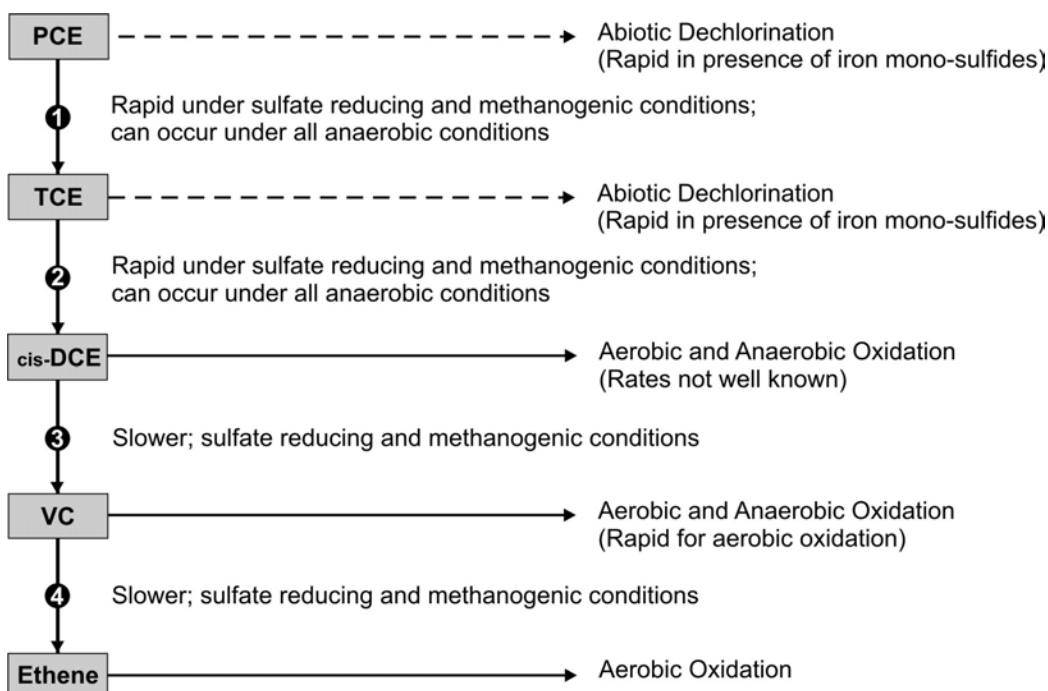 PCE
Abiotic Dechlorination
(Rapid in presence of iron mono-sulfides)
1
Rapid under sulfate reducing and methanogenic conditions;
can occur under all anaerobic conditions
TCE
Abiotic Dechlorination
(Rapid in presence of iron mono-sulfides)
2
Rapid under sulfate reducing and methanogenic conditions;
can occur under all anaerobic conditions
cis-DCE
Aerobic and Anaerobic Oxidation
(Rates not well known)
3
Slower; sulfate reducing and methanogenic conditions
VC
Aerobic and Anaerobic Oxidation
(Rapid for aerobic oxidation)
4
Slower; sulfate reducing and methanogenic conditions
Ethene
Aerobic Oxidation